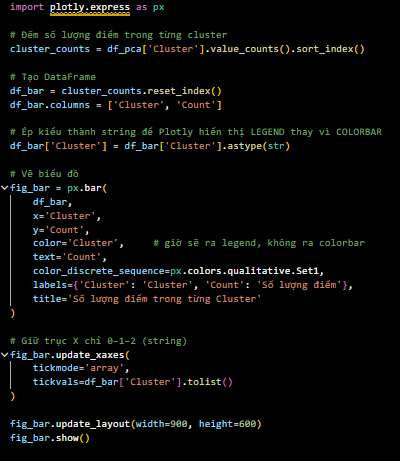 import plotly.express as px
# Đếm số lượng điểm trong từng cluster
cluster_counts = df_pca['Cluster'].value_counts().sort_index()
# Tạo DataFrame
df_bar = cluster_counts.reset_index()
df_bar.columns = ['Cluster', 'Count']
# Ép kiểu thành string để Plotly hiển thị LEGEND thay vì COLORBAR
df_bar['Cluster'] = df_bar['Cluster'].astype(str)
# Vẽ biểu đồ
fig_bar = px.bar(
    df_bar,
    x='Cluster',
    y='Count',
    color='Cluster',     # giờ sẽ ra legend, không ra colorbar
    text='Count',
    color_discrete_sequence=px.colors.qualitative.Set1,
    labels={'Cluster': 'Cluster', 'Count': 'Số lượng điểm'},
    title='Số lượng điểm trong từng Cluster'
)
# Giữ trục X chỉ 0-1-2 (string)
fig_bar.update_xaxes(
    tickmode='array',
    tickvals=df_bar['Cluster'].tolist()
)
fig_bar.update_layout(width=900, height=600)
fig_bar.show()